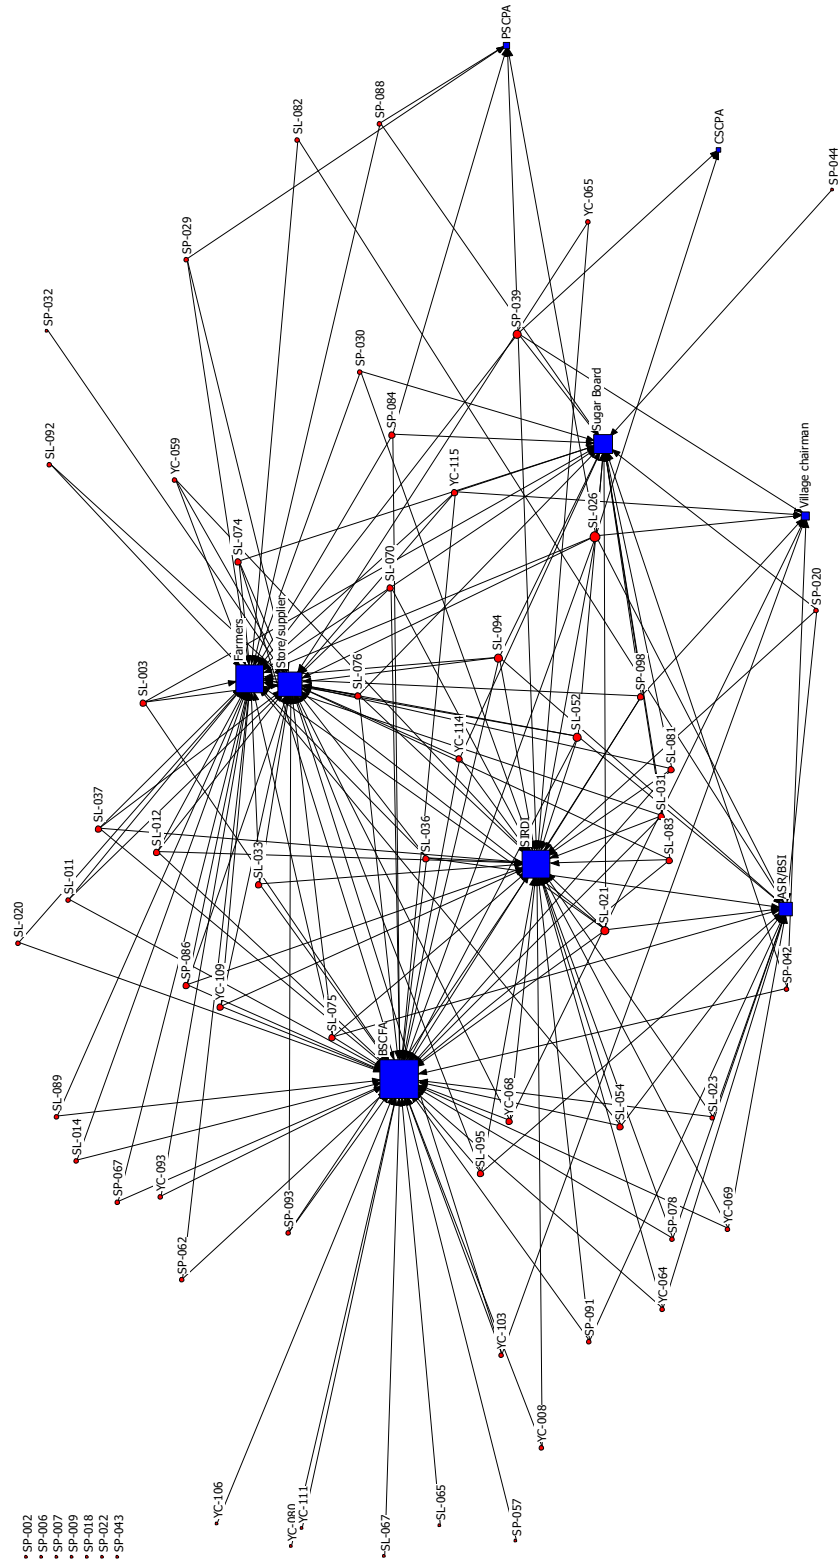 PSCPA
SP-088
SL-082
CSCPA
SP-044
YC-065
SP-029
SP-032
SP-039
SP-030
SP-084
Sugar Board
SL-092
YC-059
YC-115
Village chairman
SL-026
SL-074
SL-070
SP-020
Farmers
Store/supplier
SL-094
SL-003
SL-076
SP-098
SL-052
YC-114
SL-081
SL-031
SL-037
SL-012
SL-036
SIRDI
SL-083
SL-033
SL-011
ASR/BSI
SL-021
SL-020
SP-086
SP-042
YC-109
SL-075
BSCFA
SL-089
YC-068
SL-054
SL-023
SL-014
SL-095
SP-067
YC-093
SP-093
SP-078
YC-069
SP-062
YC-064
SP-091
YC-103
YC-008
YC-106
YC-080
YC-111
SL-067
SL-065
SP-057
SP-002
SP-006
SP-007
SP-009
SP-018
SP-022
SP-043